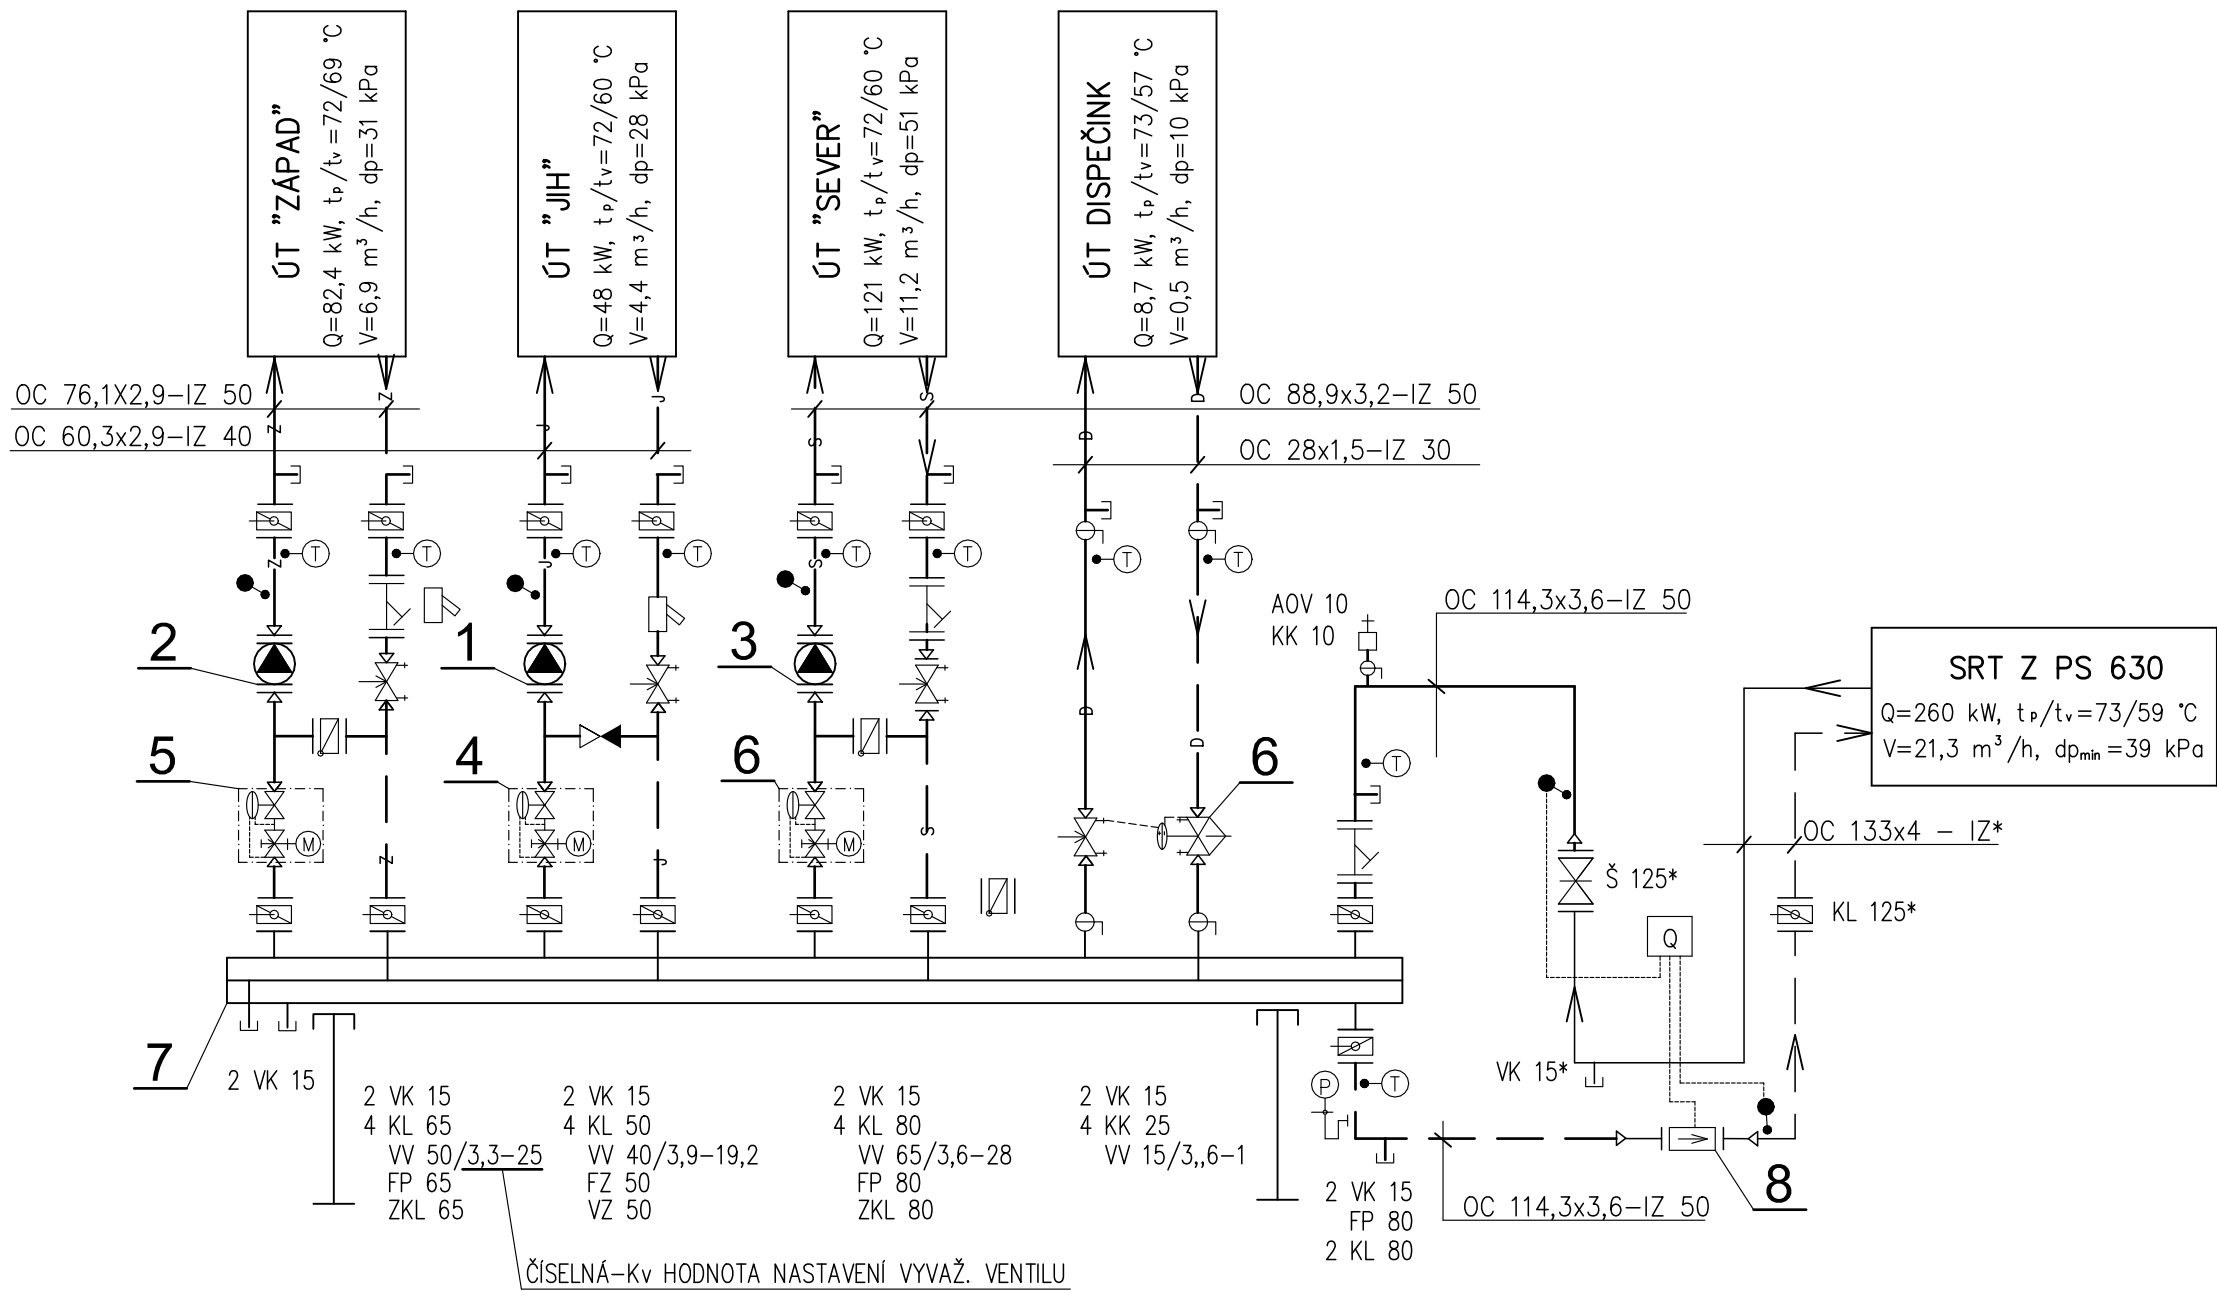 ÚT "ZÁPAD"
Q=82,4 kW, tₚ/tᵥ=72/69 °C
V=6,9 m³/h, dp=31 kPa
ÚT "JIH"
Q=48 kW, tₚ/tv=72/60 °C
V=4,4 m³/h, dp=28 kPa
ÚT "SEVER"
Q=121 kW, tₚ/tv=72/60 °C
V=11,2 m³/h, dp=51 kPa
ÚT DISPEČINK
Q=8,7 kW, tₚ/tv=73/57 °C
V=0,5 m³/h, dp=10 kPa
OC 76,1X2,9-IZ 50
OC 60,3x2,9-IZ 40
OC 88,9x3,2-IZ 50
OC 28x1,5-IZ 30
Z
Z
J
J
S
S
D
D
T
T
T
T
T
T
T
T
Z
J
S
AOV 10
KK 10
OC 114,3x3,6-IZ 50
2
1
3
SRT Z PS 630
Q=260 kW, tₚ/tᵥ=73/59 °C
V=21,3 m³/h, dpmin=39 kPa
D
D
5
4
6
6
T
M
M
M
Z
J
S
OC 133x4 - IZ*
Š 125*
KL 125*
Q
7
2 VK 15
VK 15*
P
T
2 VK 15
4 KL 65
VV 50/3,3-25
FP 65
ZKL 65
2 VK 15
4 KL 50
VV 40/3,9-19,2
FZ 50
VZ 50
2 VK 15
4 KL 80
VV 65/3,6-28
FP 80
ZKL 80
2 VK 15
4 KK 25
VV 15/3,,6-1
2 VK 15
FP 80
2 KL 80
OC 114,3x3,6-IZ 50
8
ČÍSELNÁ-Kv HODNOTA NASTAVENÍ VYVAŽ. VENTILU